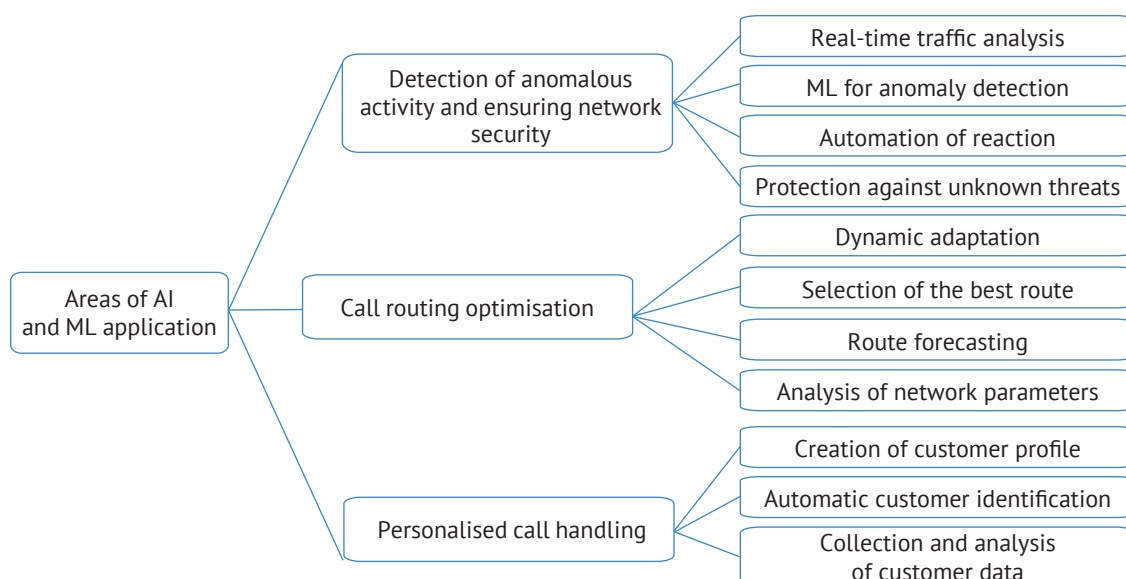 Areas of AI
and ML application
Detection of anomalous
activity and ensuring network
security
Real-time traffic analysis
ML for anomaly detection
Automation of reaction
Protection against unknown threats
Call routing optimisation
Dynamic adaptation
Selection of the best route
Route forecasting
Analysis of network parameters
Personalised call handling
Creation of customer profile
Automatic customer identification
Collection and analysis
of customer data